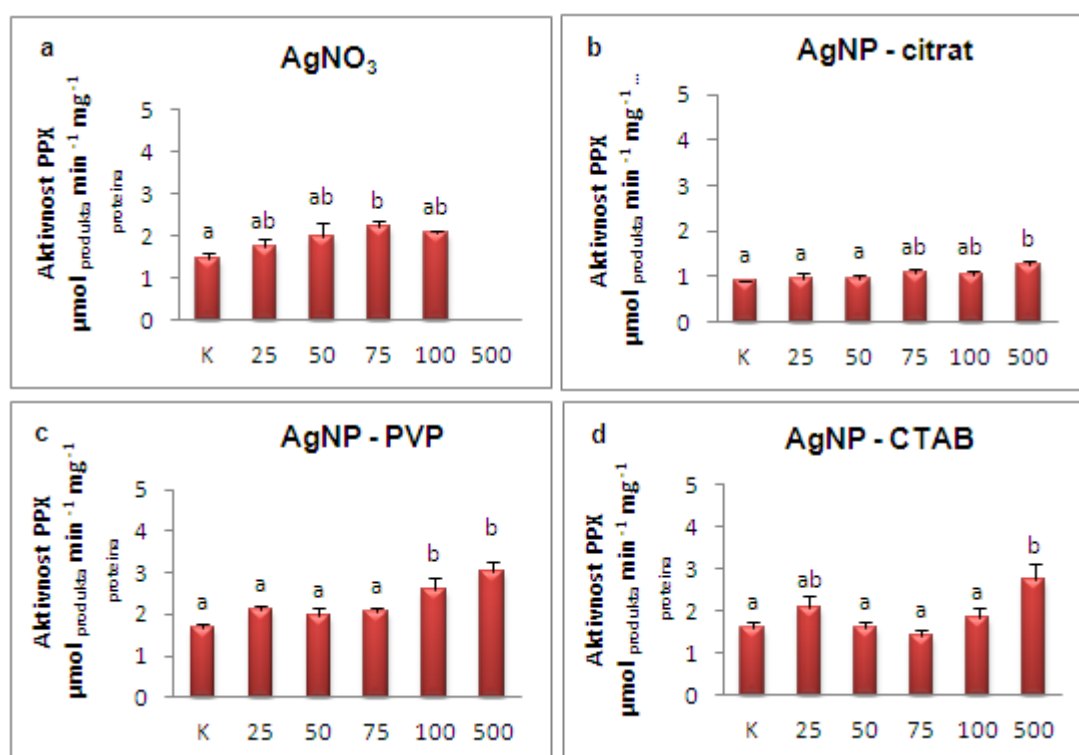 a
AgNO₃
Aktivnost PPX
µmol produkta min⁻¹ mg⁻¹
proteina
5
4
3
2
1
0
a ab ab b ab
K 25 50 75 100 500
b
AgNP - citrat
Aktivnost PPX
µmol produkta min⁻¹ mg⁻¹ ...
5
4
3
2
1
0
a a a ab ab b
K 25 50 75 100 500
c
AgNP - PVP
Aktivnost PPX
µmol produkta min⁻¹ mg⁻¹
proteina
5
4
3
2
1
0
a a a a b b
K 25 50 75 100 500
d
AgNP - CTAB
Aktivnost PPX
µmol produkta min⁻¹ mg⁻¹
proteina
5
4
3
2
1
0
a ab a a a b
K 25 50 75 100 500